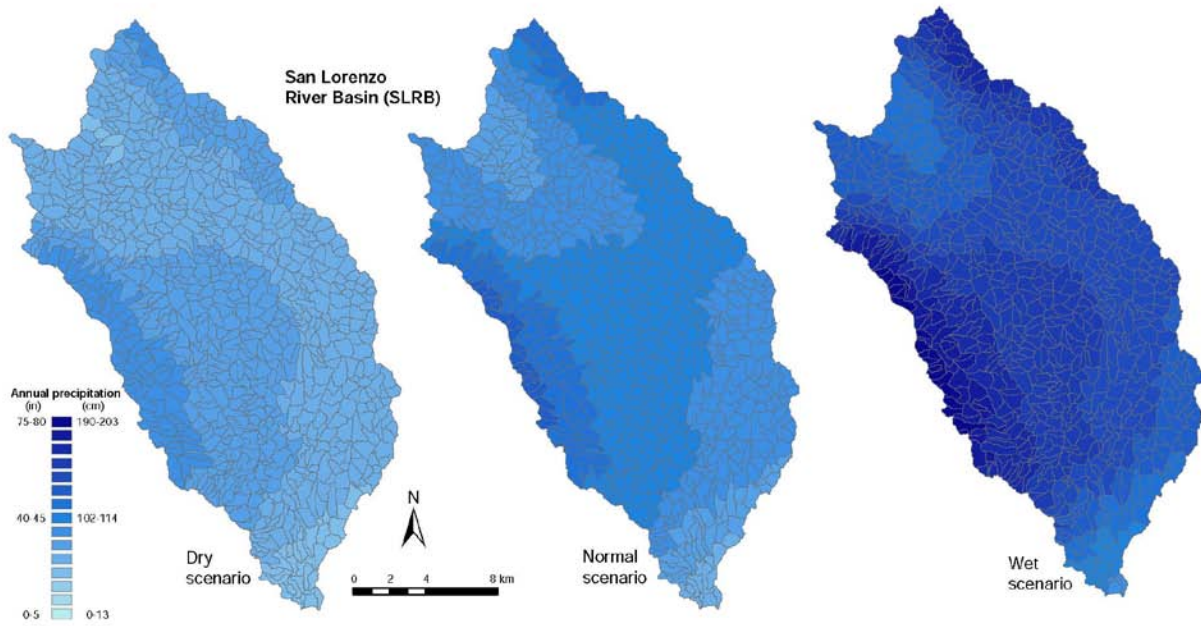 San Lorenzo
River Basin (SLRB)
Annual precipitation
(in) (cm)
75-80 190-203
40-45 102-114
0-5 0-13
Dry
scenario
N
0 2 4 8 km
Normal
scenario
Wet
scenario